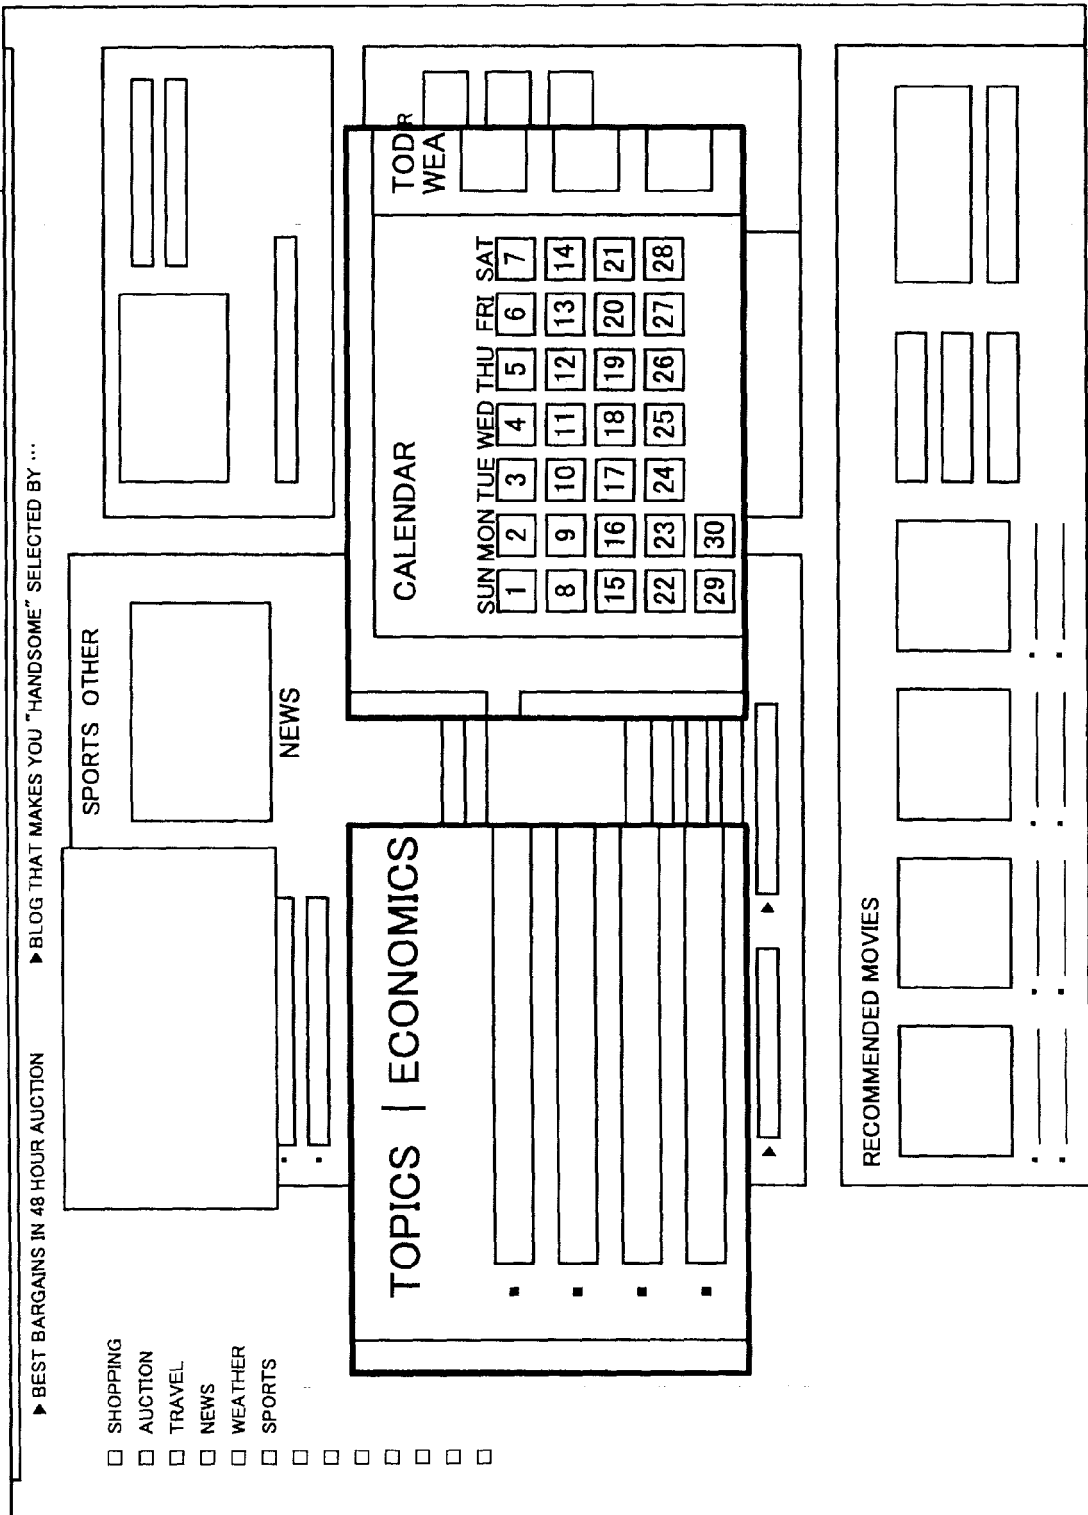 ▶BEST BARGAINS IN 48 HOUR AUCTION ▶BLOG THAT MAKES YOU "HANDSOME" SELECTED BY ...
□ SHOPPING
□ AUCTION
□ TRAVEL
□ NEWS
□ WEATHER
□ SPORTS
SPORTS OTHER
NEWS
TOPICS | ECONOMICS
CALENDAR
SUN MON TUE WED THU FRI SAT
1 2 3 4 5 6 7
8 9 10 11 12 13 14
15 16 17 18 19 20 21
22 23 24 25 26 27 28
29 30
TOD R
WEA
RECOMMENDED MOVIES